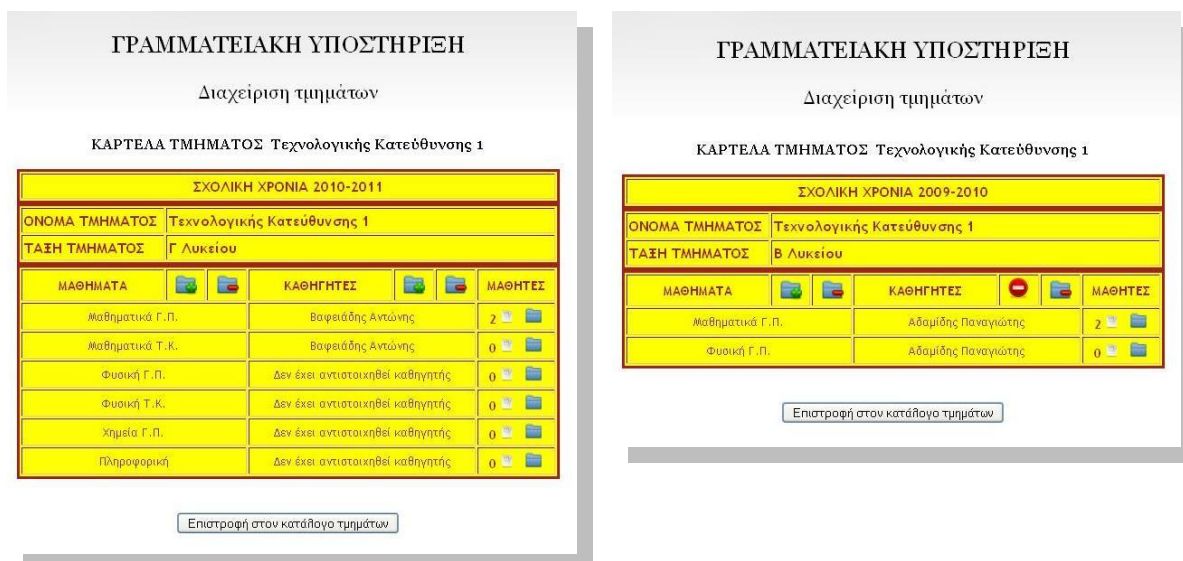 ΓΡΑΜΜΑΤΕΙΑΚΗ ΥΠΟΣΤΗΡΙΞΗ
Διαχείριση τμημάτων
ΚΑΡΤΕΛΑ ΤΜΗΜΑΤΟΣ Τεχνολογικής Κατεύθυνσης 1
ΣΧΟΛΙΚΗ ΧΡΟΝΙΑ 2010-2011
ΟΝΟΜΑ ΤΜΗΜΑΤΟΣ Τεχνολογικής Κατεύθυνσης 1
ΤΑΞΗ ΤΜΗΜΑΤΟΣ Γ Λυκείου
ΜΑΘΗΜΑΤΑ ΚΑΘΗΓΗΤΕΣ ΜΑΘΗΤΕΣ
Μαθηματικά Γ.Π. Βαφειάδης Αντώνης 2
Μαθηματικά Τ.Κ. Βαφειάδης Αντώνης 0
Φυσική Γ.Π. Δεν έχει αντιστοιχηθεί καθηγητής 0
Φυσική Τ.Κ. Δεν έχει αντιστοιχηθεί καθηγητής 0
Χημεία Γ.Π. Δεν έχει αντιστοιχηθεί καθηγητής 0
Πληροφορική Δεν έχει αντιστοιχηθεί καθηγητής 0
Επιστροφή στον κατάλογο τμημάτων
ΓΡΑΜΜΑΤΕΙΑΚΗ ΥΠΟΣΤΗΡΙΞΗ
Διαχείριση τμημάτων
ΚΑΡΤΕΛΑ ΤΜΗΜΑΤΟΣ Τεχνολογικής Κατεύθυνσης 1
ΣΧΟΛΙΚΗ ΧΡΟΝΙΑ 2009-2010
ΟΝΟΜΑ ΤΜΗΜΑΤΟΣ Τεχνολογικής Κατεύθυνσης 1
ΤΑΞΗ ΤΜΗΜΑΤΟΣ Β Λυκείου
ΜΑΘΗΜΑΤΑ ΚΑΘΗΓΗΤΕΣ ΜΑΘΗΤΕΣ
Μαθηματικά Γ.Π. Αδαμίδης Παναγιώτης 2
Φυσική Γ.Π. Αδαμίδης Παναγιώτης 0
Επιστροφή στον κατάλογο τμημάτων